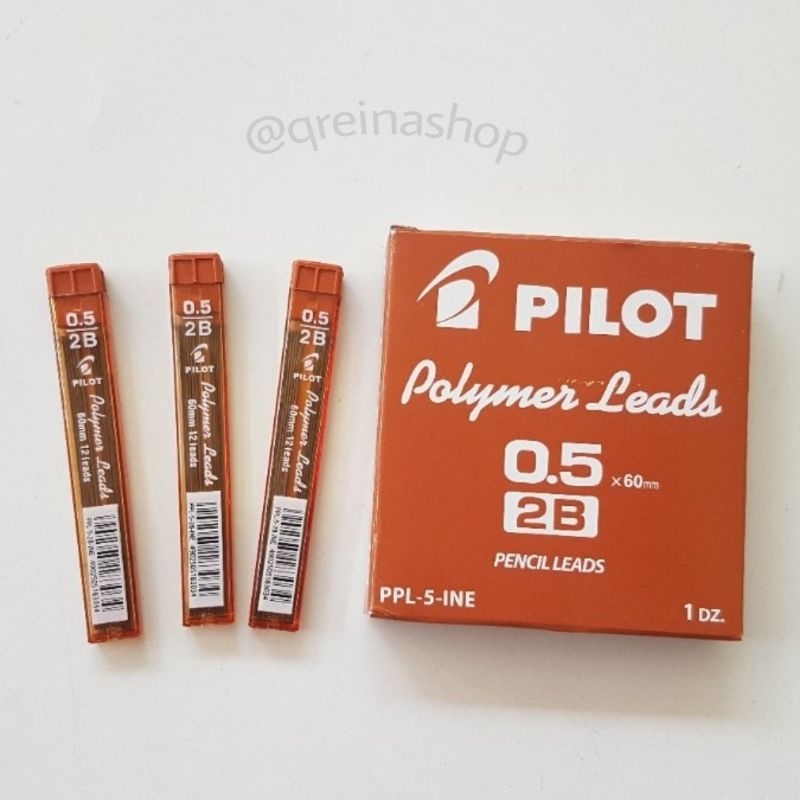 @qreinashop
0.5
2B
PILOT
Polymer Leads
60mm 12 leads
0.5
2B
PILOT
Polymer Leads
60mm 12 leads
0.5
2B
PILOT
Polymer Leads
60mm 12 leads
PILOT
Polymer Leads
0.5 ×60mm
2B
PENCIL LEADS
PPL-5-INE
1 DZ.